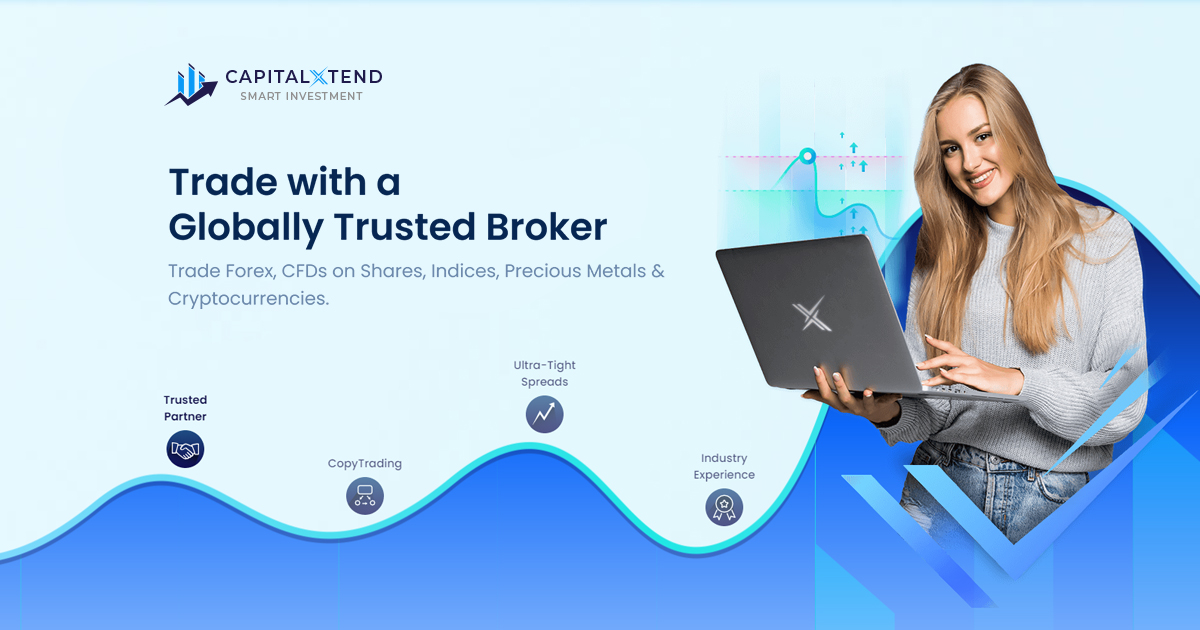 CAPITALXTEND
SMART INVESTMENT
Trade with a
Globally Trusted Broker
Trade Forex, CFDs on Shares, Indices, Precious Metals &
Cryptocurrencies.
Ultra-Tight
Spreads
Trusted
Partner
CopyTrading
Industry
Experience